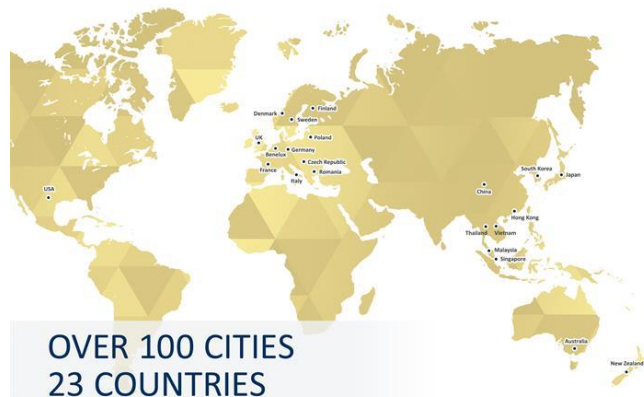 Finland
Denmark
Sweden
UK
Poland
Benelux
Germany
Czech Republic
France
Romania
Italy
USA
South Korea
Japan
China
Hong Kong
Thailand
Vietnam
Malaysia
Singapore
Australia
New Zealand
OVER 100 CITIES
23 COUNTRIES